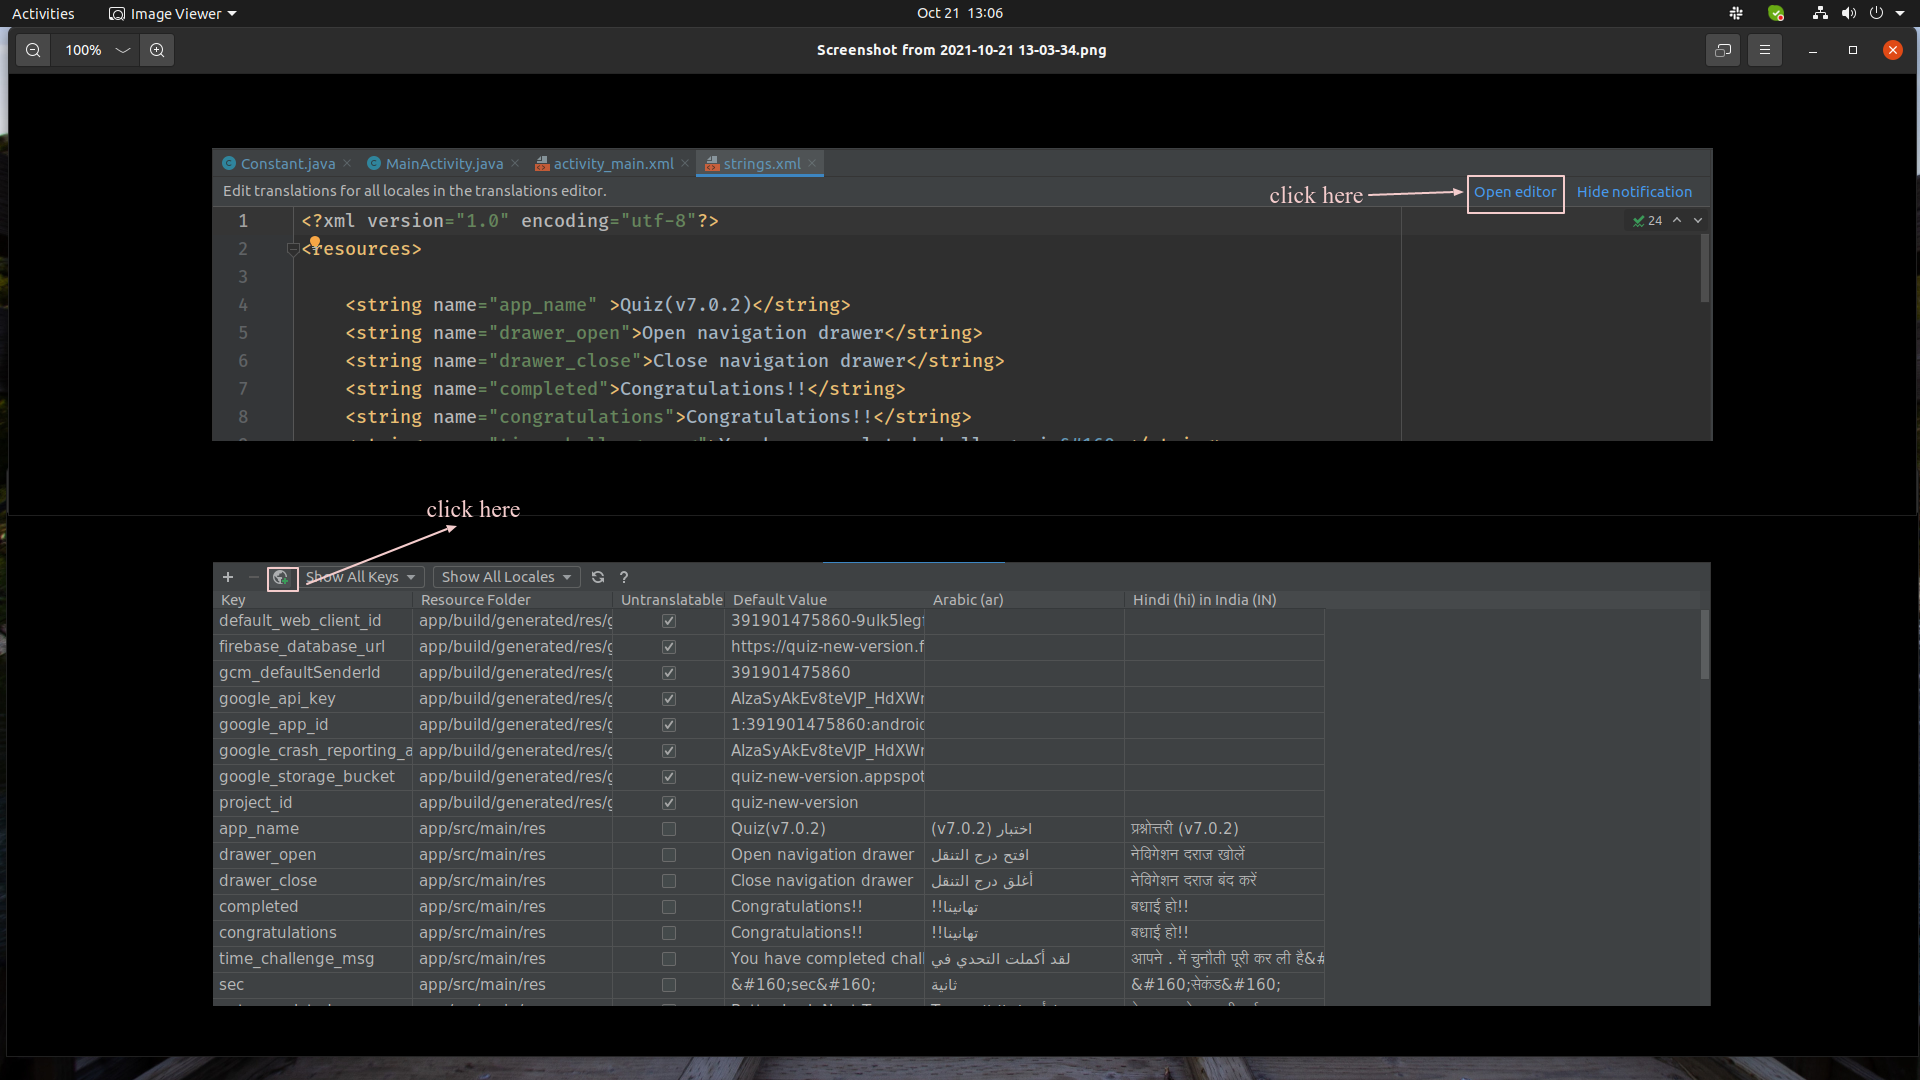 Activities Image Viewer Oct 21 13:06
100% Screenshot from 2021-10-21 13-03-34.png
Constant.java MainActivity.java activity_main.xml strings.xml
Edit translations for all locales in the translations editor. click here Open editor Hide notification
1 <?xml version="1.0" encoding="utf-8"?> 24
2 <resources>
3
4 <string name="app_name" >Quiz(v7.0.2)</string>
5 <string name="drawer_open">Open navigation drawer</string>
6 <string name="drawer_close">Close navigation drawer</string>
7 <string name="completed">Congratulations!!</string>
8 <string name="congratulations">Congratulations!!</string>
click here
Show All Keys Show All Locales ?
Key Resource Folder Untranslatable Default Value Arabic (ar) Hindi (hi) in India (IN)
default_web_client_id app/build/generated/res/g 391901475860-9ulk5leg
firebase_database_url app/build/generated/res/g https://quiz-new-version.f
gcm_defaultSenderId app/build/generated/res/g 391901475860
google_api_key app/build/generated/res/g AIzaSyAkEv8teVJP_HdXW
google_app_id app/build/generated/res/g 1:391901475860:androi
google_crash_reporting_a app/build/generated/res/g AIzaSyAkEv8teVJP_HdXW
google_storage_bucket app/build/generated/res/g quiz-new-version.appspot
project_id app/build/generated/res/g quiz-new-version
app_name app/src/main/res Quiz(v7.0.2) اختبار (v7.0.2) प्रश्नोत्तरी (v7.0.2)
drawer_open app/src/main/res Open navigation drawer افتح درج التنقل नेविगेशन दराज खोलें
drawer_close app/src/main/res Close navigation drawer أغلق درج التنقل नेविगेशन दराज बंद करें
completed app/src/main/res Congratulations!! تهانينا!! बधाई हो!!
congratulations app/src/main/res Congratulations!! تهانينا!! बधाई हो!!
time_challenge_msg app/src/main/res You have completed chall لقد أكملت التحدي في आपने . में चुनौती पूरी कर ली है&#
sec app/src/main/res &#160;sec&#160; ثانية &#160;सेकंड&#160;